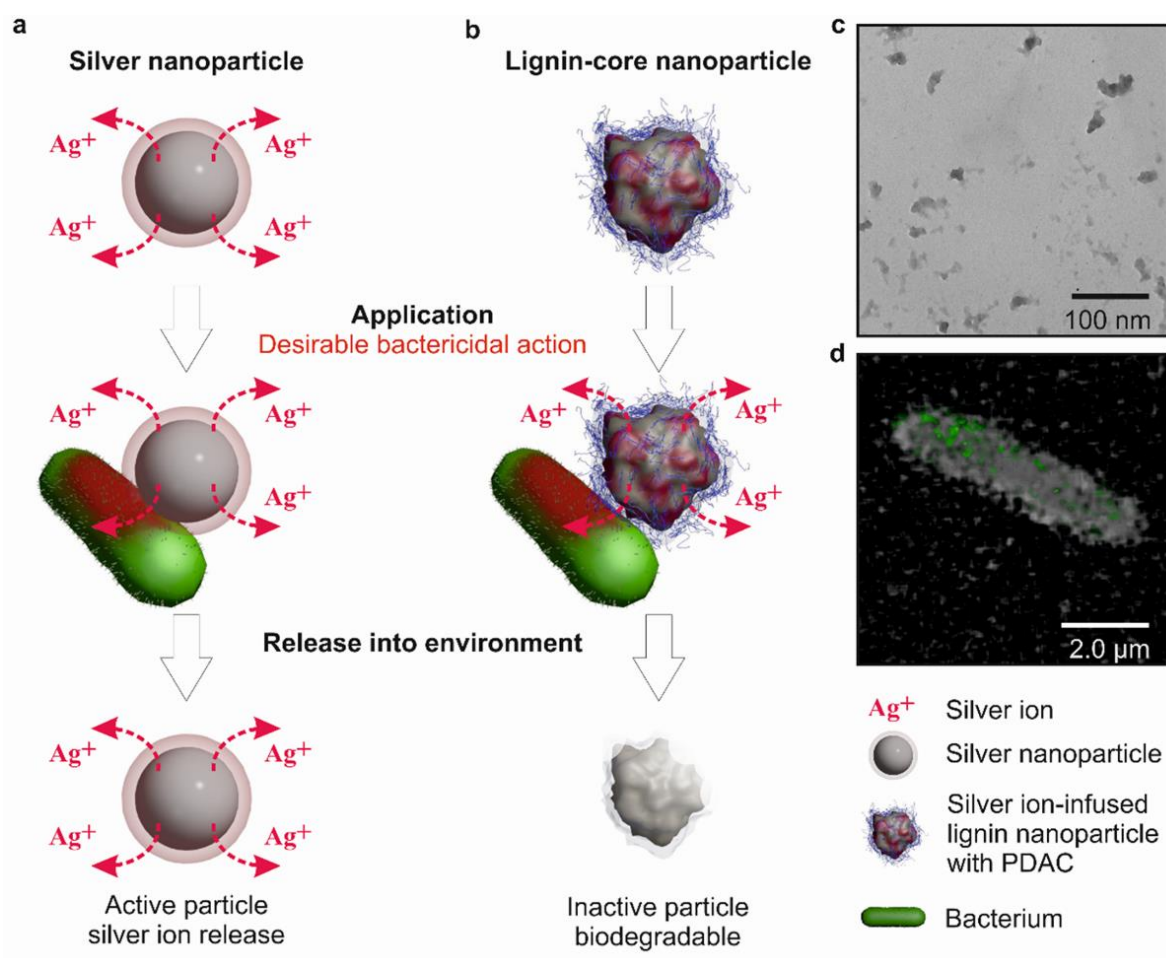 a
Silver nanoparticle
Ag+ Ag+
Ag+ Ag+
b
Lignin-core nanoparticle
Application
Desirable bactericidal action
Ag+ Ag+
Ag+
Ag+ Ag+
Ag+
Release into environment
Ag+ Ag+
Ag+ Ag+
Active particle
silver ion release
Inactive particle
biodegradable
c
100 nm
d
2.0 µm
Ag+ Silver ion
Silver nanoparticle
Silver ion-infused
lignin nanoparticle
with PDAC
Bacterium